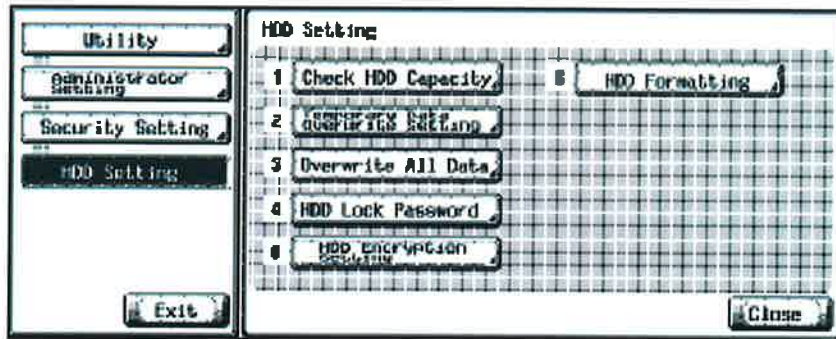 Utility
Administrator
Setting
Security Setting
HDD Setting
Exit
HDD Setting
1 Check HDD Capacity
2 Temporary Data
Overwrite Setting
3 Overwrite All Data
4 HDD Lock Password
HDD Encryption
Setting
6 HDD Formatting
Close